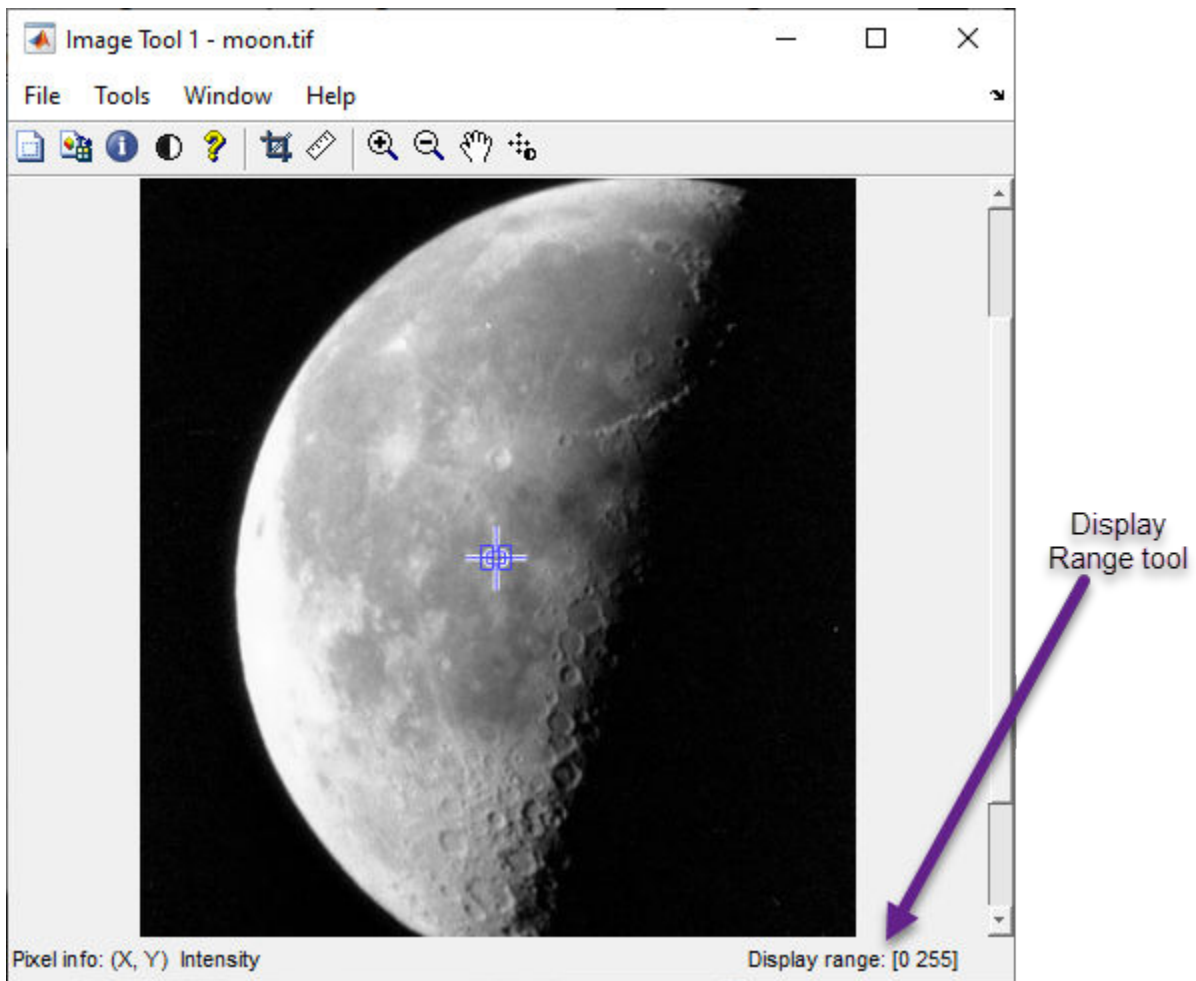 Image Tool 1 - moon.tif
File Tools Window Help
Display
Range tool
Pixel info: (X, Y) Intensity
Display range: [0 255]